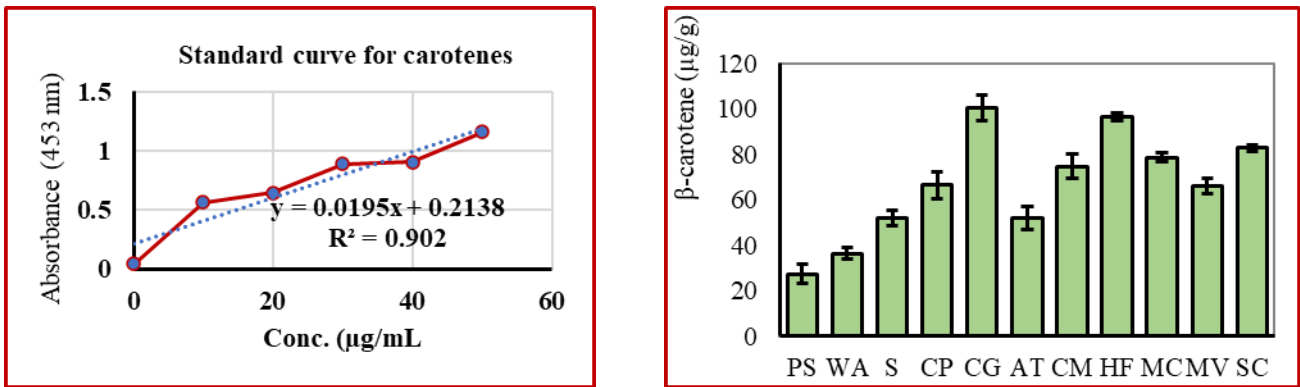 Standard curve for carotenes
Absorbance (453 nm)
1.5
1
0.5
0
y = 0.0195x + 0.2138
R² = 0.902
0 20 40 60
Conc. (µg/mL
β-carotene (µg/g)
120
100
80
60
40
20
0
PS WA S CP CG AT CM HF MC MV SC